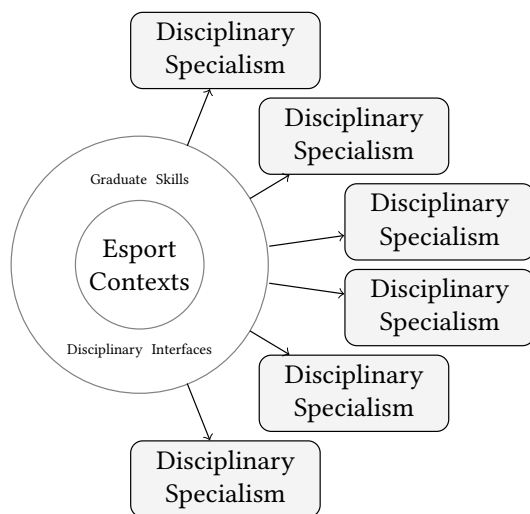 Disciplinary
Specialism
Disciplinary
Specialism
Graduate Skills
Disciplinary
Specialism
Esport
Contexts
Disciplinary
Specialism
Disciplinary Interfaces
Disciplinary
Specialism
Disciplinary
Specialism